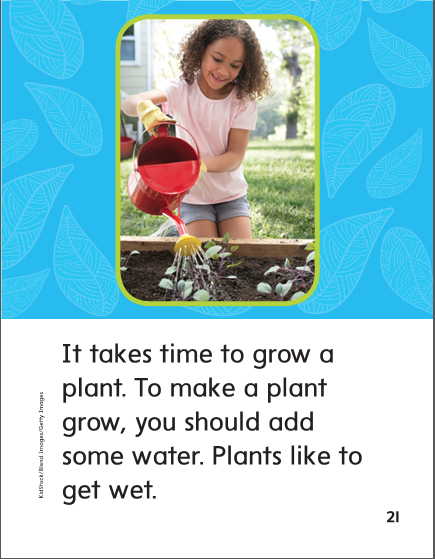 It takes time to grow a
plant. To make a plant
grow, you should add
some water. Plants like to
get wet.
KidStock/Blend Images/Getty Images
21